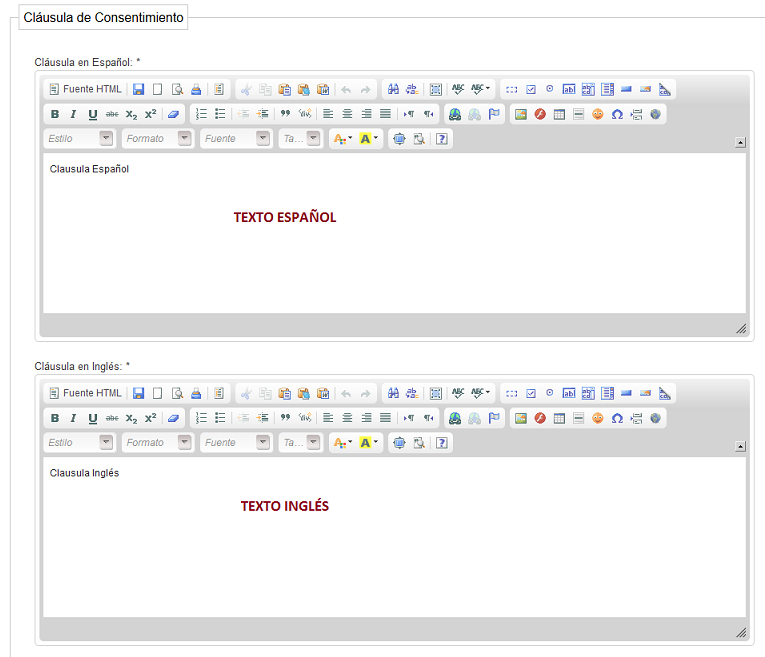 Cláusula de Consentimiento
Cláusula en Español: *
Fuente HTML
B I U abc X₂ X²
Estilo Formato Fuente Ta... A A ?
Clausula Español
TEXTO ESPAÑOL
Cláusula en Inglés: *
Fuente HTML
B I U abc X₂ X²
Estilo Formato Fuente Ta... A A ?
Clausula Inglés
TEXTO INGLÉS